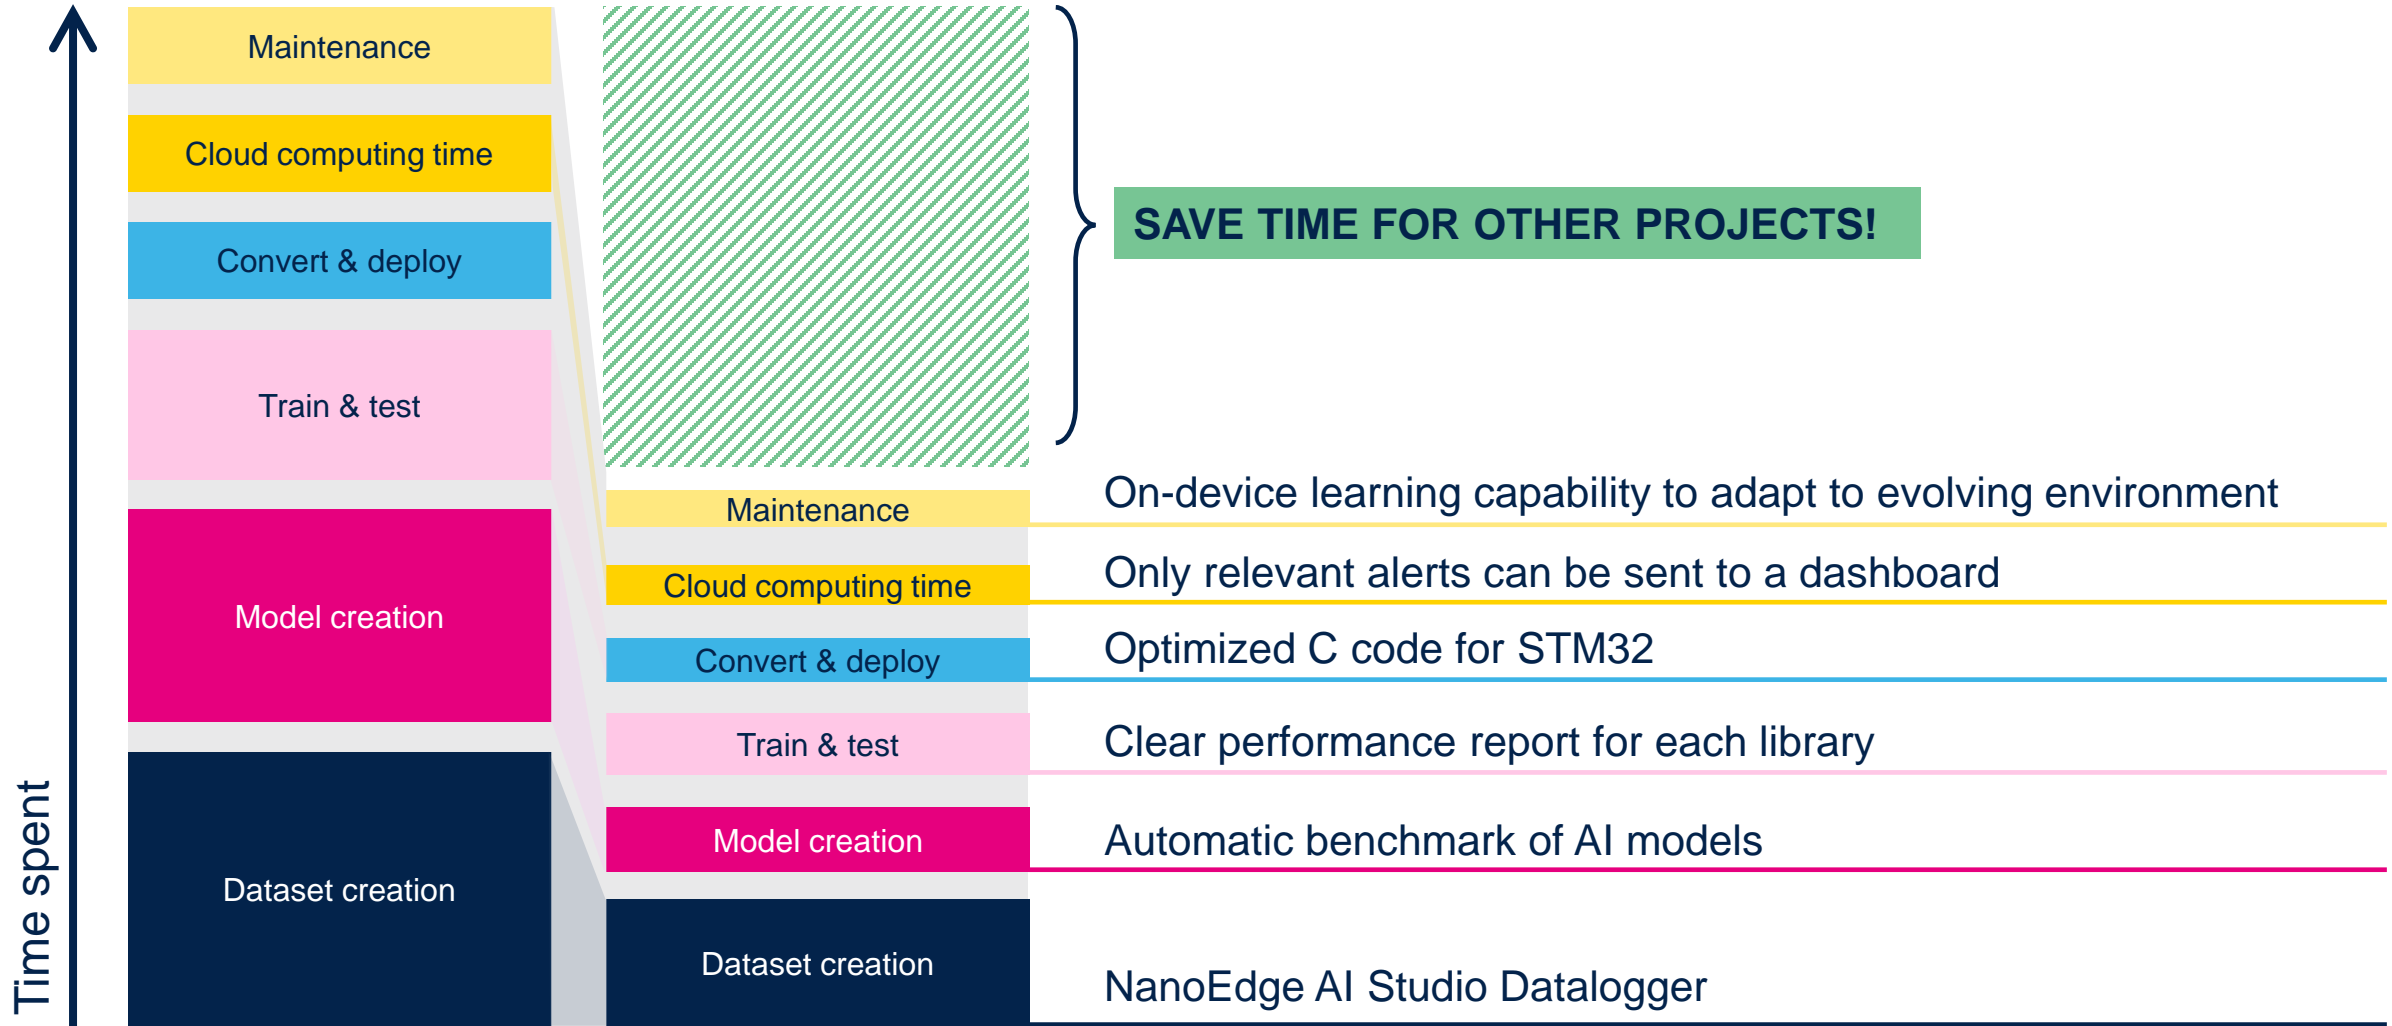 Time spent
Maintenance
Cloud computing time
Convert & deploy
Train & test
Model creation
Dataset creation
SAVE TIME FOR OTHER PROJECTS!
Maintenance
On-device learning capability to adapt to evolving environment
Cloud computing time
Only relevant alerts can be sent to a dashboard
Convert & deploy
Optimized C code for STM32
Train & test
Clear performance report for each library
Model creation
Automatic benchmark of AI models
Dataset creation
NanoEdge AI Studio Datalogger